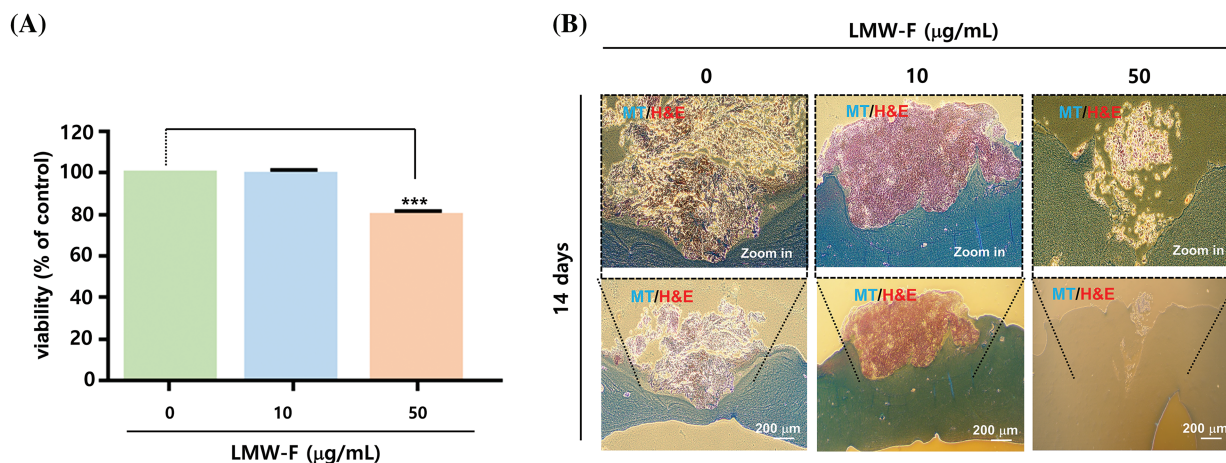 (A)
viability (% of control)
120
100
80
60
40
20
0
***
0 10 50
LMW-F (μg/mL)
(B)
LMW-F (μg/mL)
0 10 50
14 days
MT/H&E MT/H&E MT/H&E
Zoom in Zoom in Zoom in
MT/H&E MT/H&E MT/H&E
200 μm 200 μm 200 μm